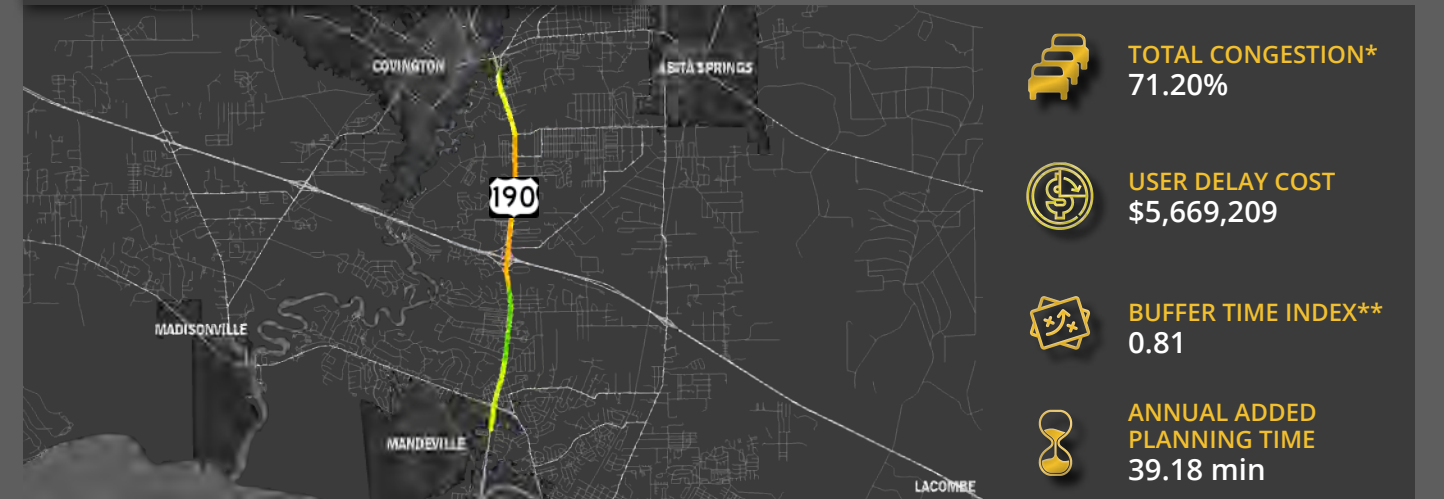 COVINGTON
ABITA SPRINGS
190
MADISONVILLE
MANDEVILLE
LACOMBE
TOTAL CONGESTION*
71.20%
USER DELAY COST
$5,669,209
BUFFER TIME INDEX**
0.81
ANNUAL ADDED
PLANNING TIME
39.18 min